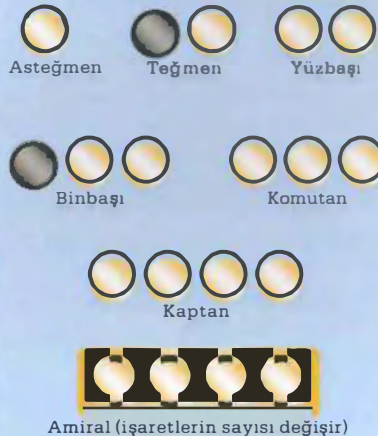 Asteğmen Teğmen Yüzbaşı
Binbaşı Komutan
Kaptan
Amiral (işaretlerin sayısı değişir)